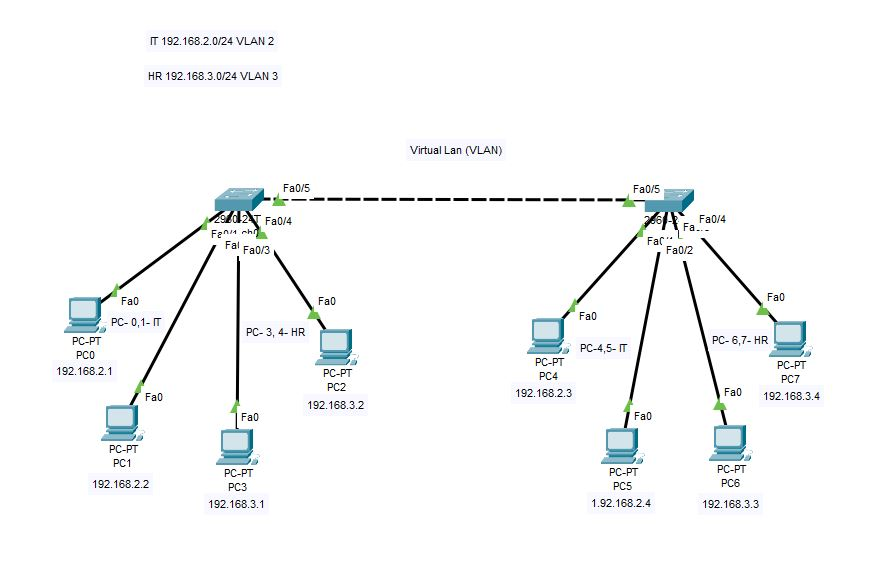 IT 192.168.2.0/24 VLAN 2
HR 192.168.3.0/24 VLAN 3
Virtual Lan (VLAN)
Fa0/5
Fa0/5
2960-24T
Fa0/4
Fa0/3
Fa0/4
Fa0/2
Fa0
PC- 0,1- IT
PC-PT
PC0
192.168.2.1
Fa0
PC- 3, 4- HR
PC-PT
PC2
192.168.3.2
Fa0
PC-PT
PC1
192.168.2.2
Fa0
PC-PT
PC3
192.168.3.1
Fa0
PC-4,5- IT
PC-PT
PC4
192.168.2.3
Fa0
PC- 6,7- HR
PC-PT
PC7
192.168.3.4
Fa0
PC-PT
PC5
1.92.168.2.4
Fa0
PC-PT
PC6
192.168.3.3